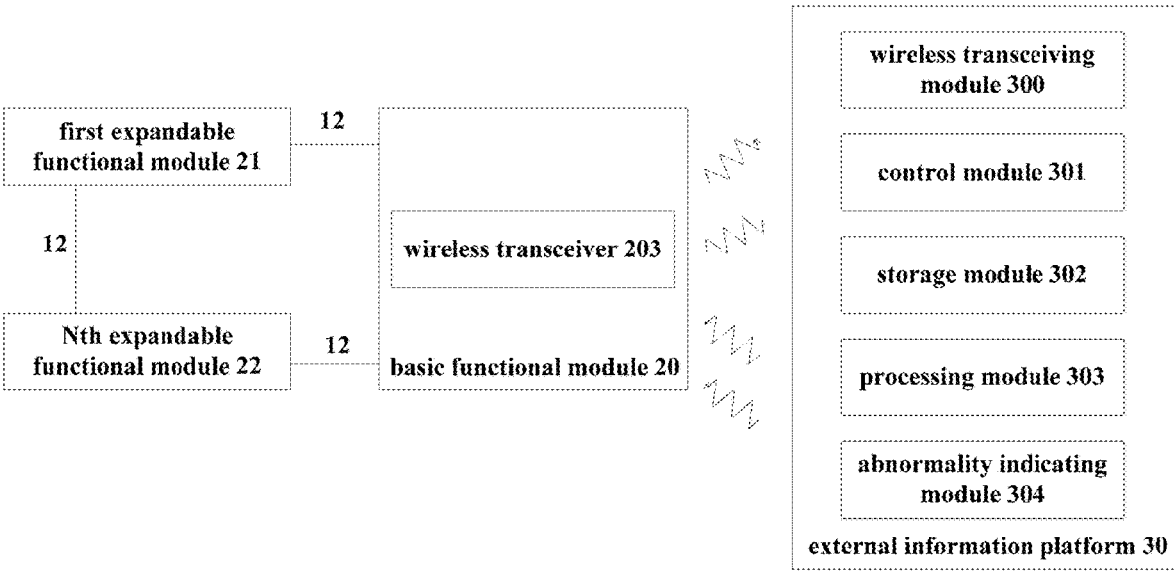 first expandable
functional module 21
12
12
Nth expandable
functional module 22
12
wireless transceiver 203
basic functional module 20
wireless transceiving
module 300
control module 301
storage module 302
processing module 303
abnormality indicating
module 304
external information platform 30